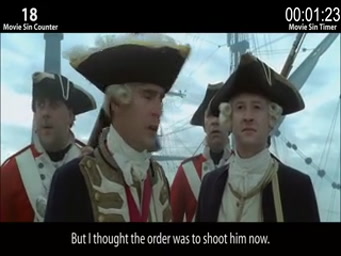 18
Movie Sin Counter
00:01:23
Movie Sin Timer
But I thought the order was to shoot him now.